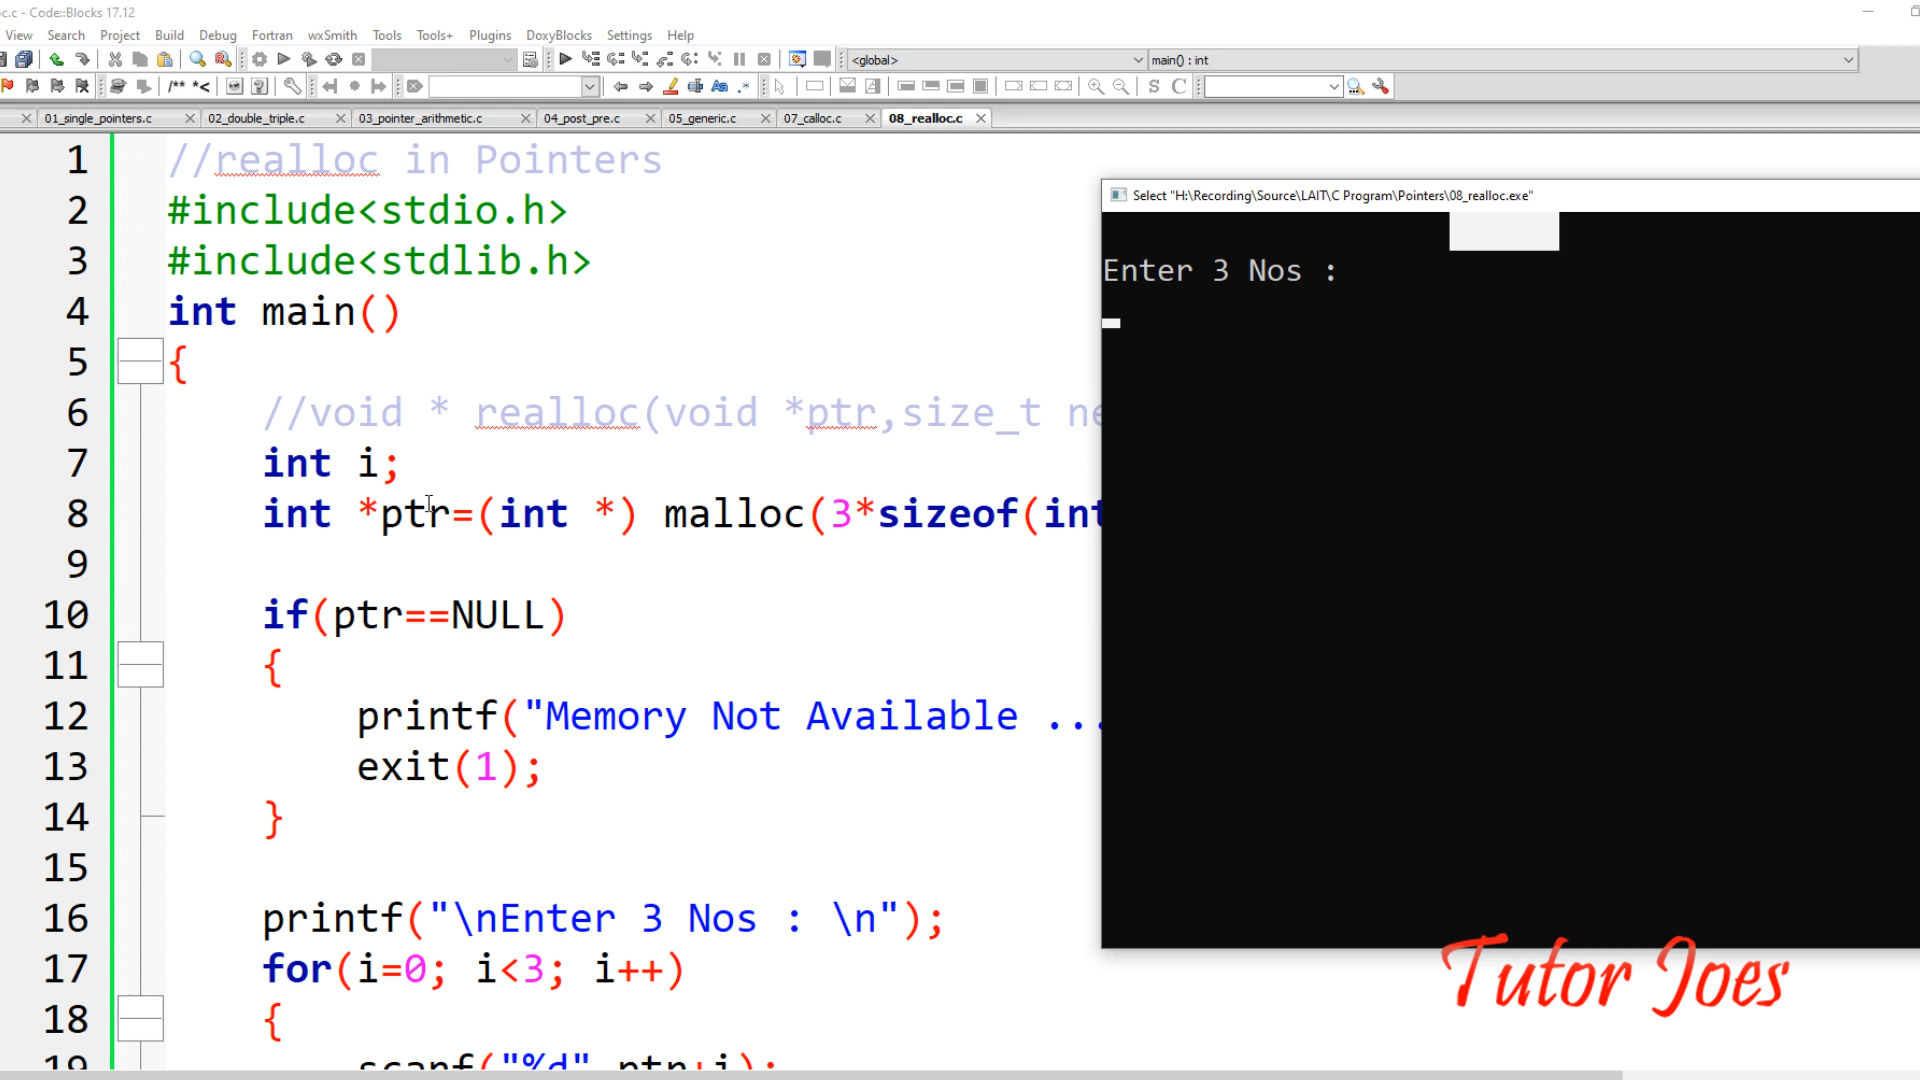 c.c - Code::Blocks 17.12
View Search Project Build Debug Fortran wxSmith Tools Tools+ Plugins DoxyBlocks Settings Help
<global> main() : int
/** *< S C
01_single_pointers.c 02_double_triple.c 03_pointer_arithmetic.c 04_post_pre.c 05_generic.c 07_calloc.c 08_realloc.c
1 //realloc in Pointers
2 #include<stdio.h>
3 #include<stdlib.h>
4 int main()
5 {
6 //void * realloc(void *ptr,size_t ne
7 int i;
8 int *ptr=(int *) malloc(3*sizeof(int
9
10 if(ptr==NULL)
11 {
12 printf("Memory Not Available ...
13 exit(1);
14 }
15
16 printf("\nEnter 3 Nos : \n");
17 for(i=0; i<3; i++)
18 {
19 scanf("%d",ptr+i);
Select "H:\Recording\Source\LAIT\C Program\Pointers\08_realloc.exe"
Enter 3 Nos :
Tutor Joes